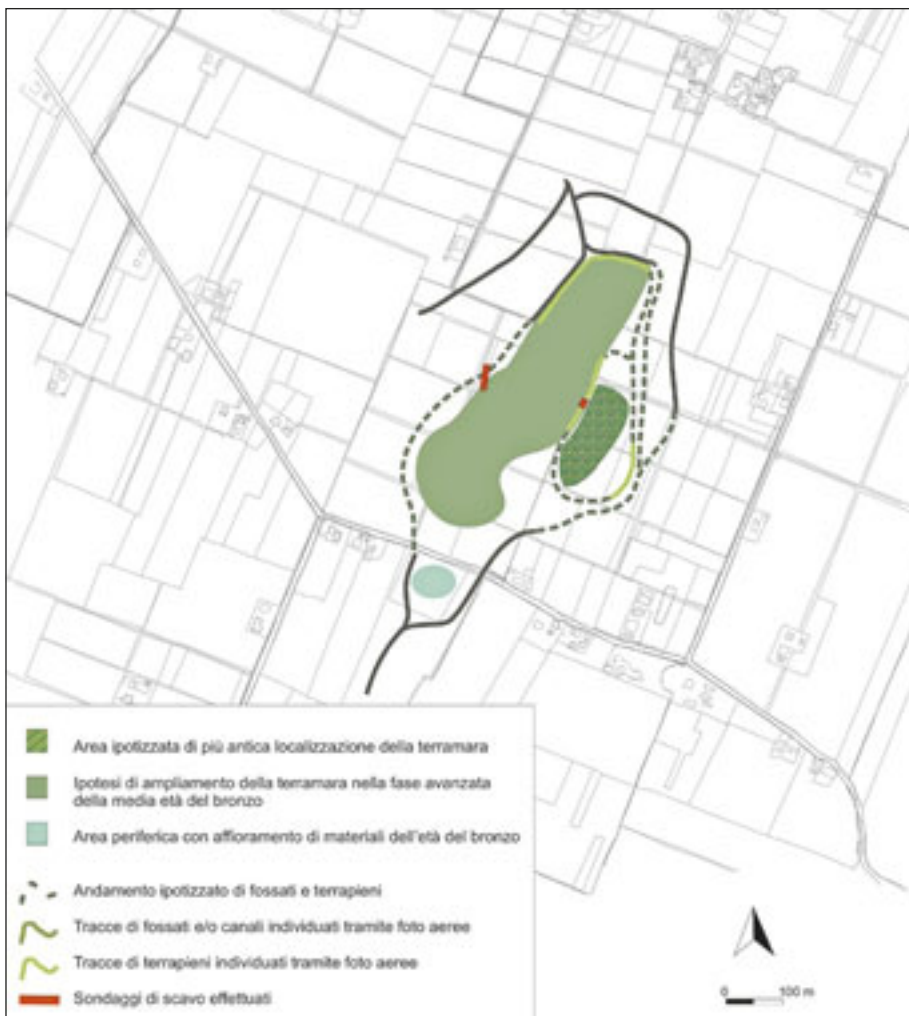 Area ipotizzata di più antica localizzazione della terramara
Ipotesi di ampliamento della terramara nella fase avanzata
della media età del bronzo
Area periferica con affioramento di materiali dell'età del bronzo
Andamento ipotizzato di fossati e terrapieni
Tracce di fossati e/o canali individuati tramite foto aeree
Tracce di terrapieni individuati tramite foto aeree
Sondaggi di scavo effettuati
0 100 m